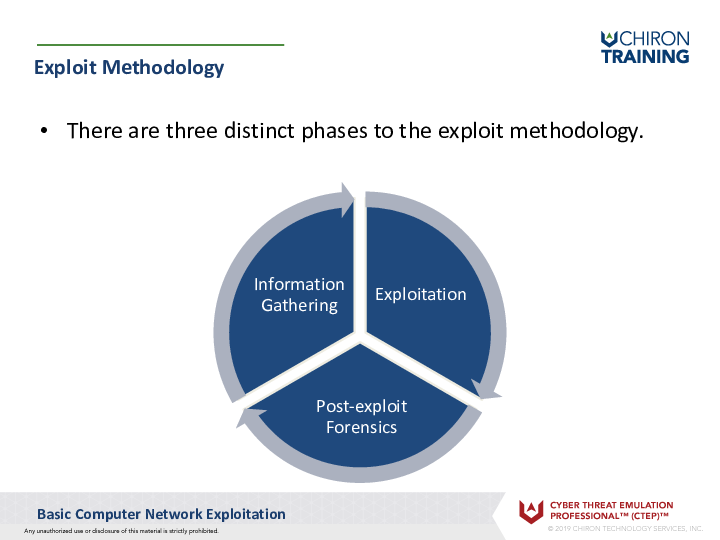 CHIRON
TRAINING
Exploit Methodology
• There are three distinct phases to the exploit methodology.
Information
Gathering
Exploitation
Post-exploit
Forensics
Basic Computer Network Exploitation
Any unauthorized use or disclosure of this material is strictly prohibited.
CYBER THREAT EMULATION
PROFESSIONAL™ (CTEP)™
© 2019 CHIRON TECHNOLOGY SERVICES, INC.